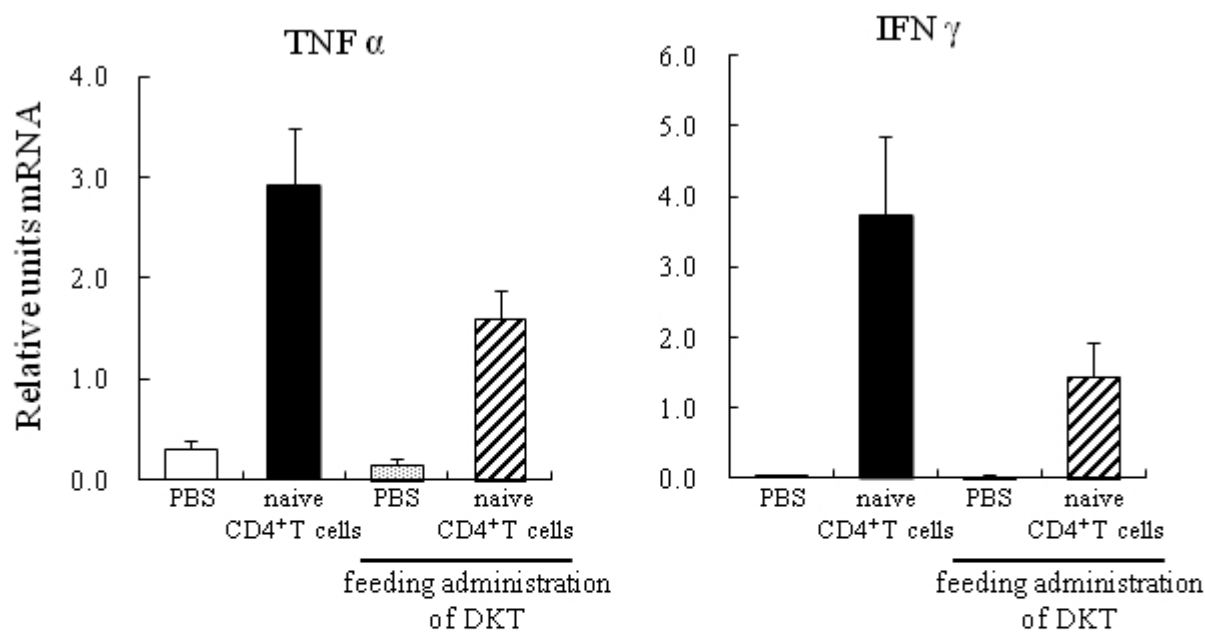 TNF α
Relative units mRNA
4.0
3.0
2.0
1.0
0.0
PBS
naive
CD4⁺T cells
PBS
naive
CD4⁺T cells
feeding administration
of DKT
IFN γ
6.0
5.0
4.0
3.0
2.0
1.0
0.0
PBS
naive
CD4⁺T cells
PBS
naive
CD4⁺T cells
feeding administration
of DKT